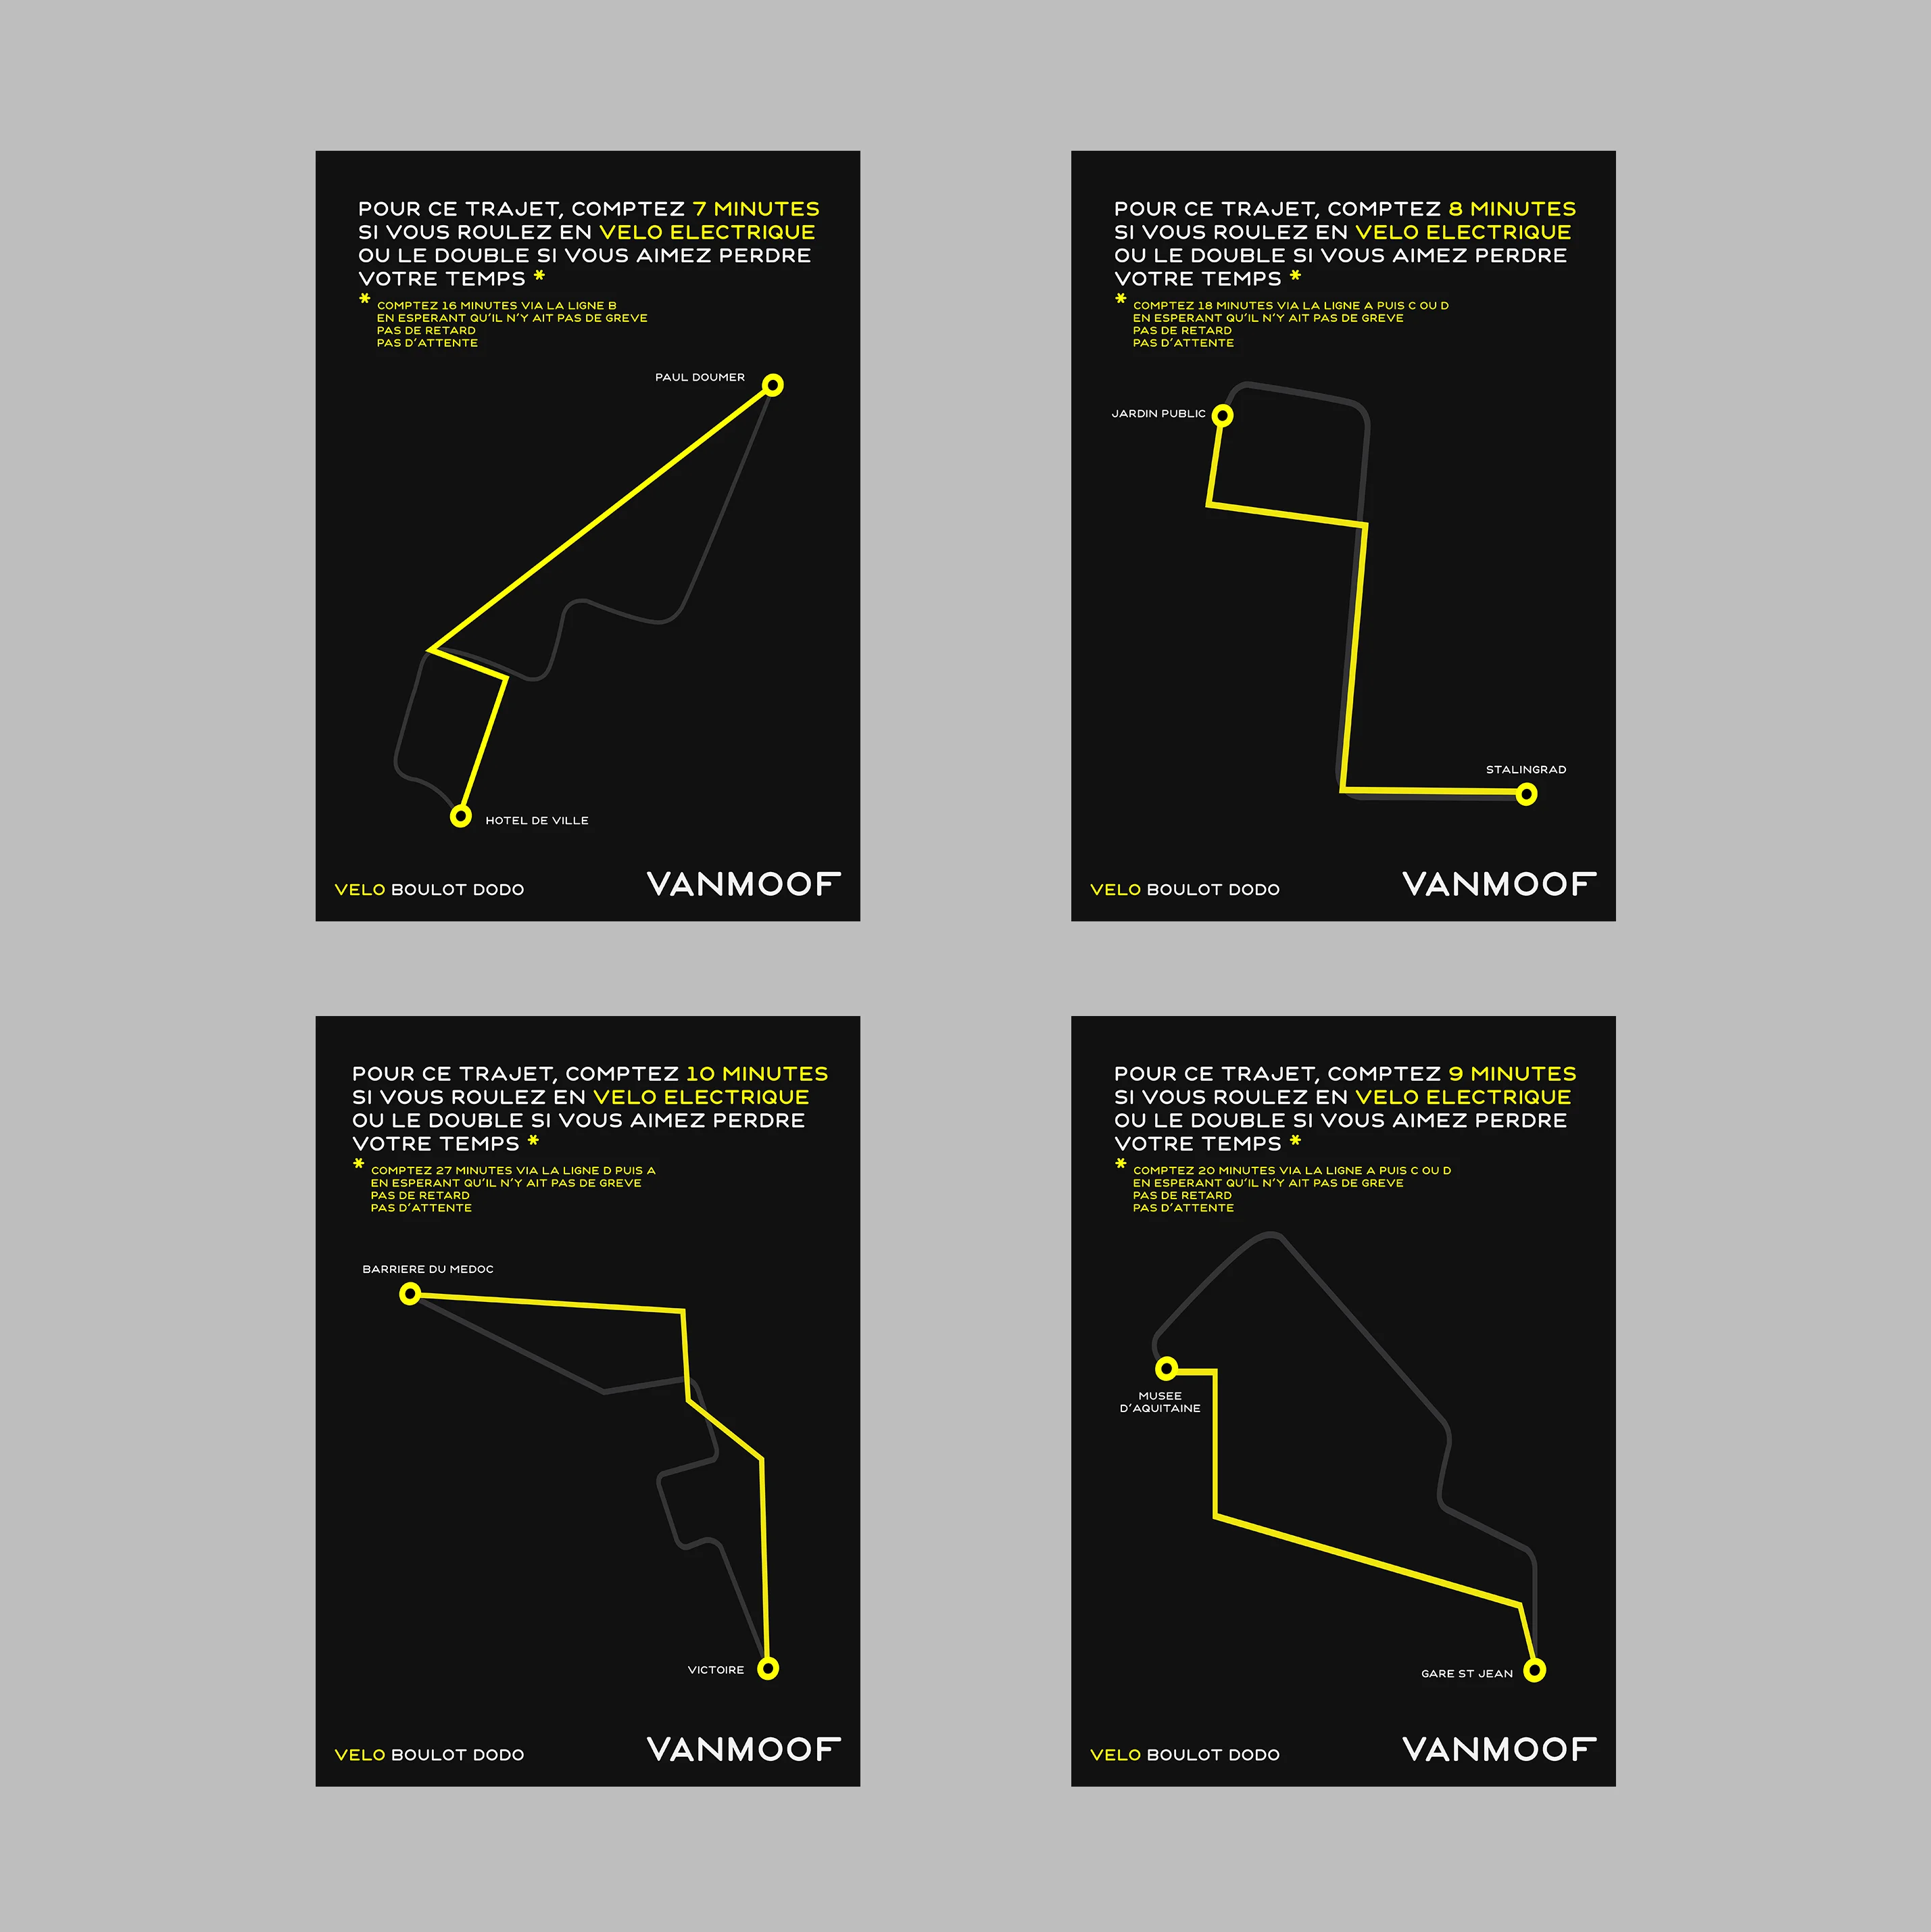 POUR CE TRAJET, COMPTEZ 7 MINUTES
SI VOUS ROULEZ EN VELO ELECTRIQUE
OU LE DOUBLE SI VOUS AIMEZ PERDRE
VOTRE TEMPS *
* COMPTEZ 16 MINUTES VIA LA LIGNE B
EN ESPERANT QU'IL N'Y AIT PAS DE GREVE
PAS DE RETARD
PAS D'ATTENTE
PAUL DOUMER
HOTEL DE VILLE
VELO BOULOT DODO
VANMOOF
POUR CE TRAJET, COMPTEZ 8 MINUTES
SI VOUS ROULEZ EN VELO ELECTRIQUE
OU LE DOUBLE SI VOUS AIMEZ PERDRE
VOTRE TEMPS *
* COMPTEZ 18 MINUTES VIA LA LIGNE A PUIS C OU D
EN ESPERANT QU'IL N'Y AIT PAS DE GREVE
PAS DE RETARD
PAS D'ATTENTE
JARDIN PUBLIC
STALINGRAD
VELO BOULOT DODO
VANMOOF
POUR CE TRAJET, COMPTEZ 10 MINUTES
SI VOUS ROULEZ EN VELO ELECTRIQUE
OU LE DOUBLE SI VOUS AIMEZ PERDRE
VOTRE TEMPS *
* COMPTEZ 27 MINUTES VIA LA LIGNE D PUIS A
EN ESPERANT QU'IL N'Y AIT PAS DE GREVE
PAS DE RETARD
PAS D'ATTENTE
BARRIERE DU MEDOC
VICTOIRE
VELO BOULOT DODO
VANMOOF
POUR CE TRAJET, COMPTEZ 9 MINUTES
SI VOUS ROULEZ EN VELO ELECTRIQUE
OU LE DOUBLE SI VOUS AIMEZ PERDRE
VOTRE TEMPS *
* COMPTEZ 20 MINUTES VIA LA LIGNE A PUIS C OU D
EN ESPERANT QU'IL N'Y AIT PAS DE GREVE
PAS DE RETARD
PAS D'ATTENTE
MUSEE
D'AQUITAINE
GARE ST JEAN
VELO BOULOT DODO
VANMOOF